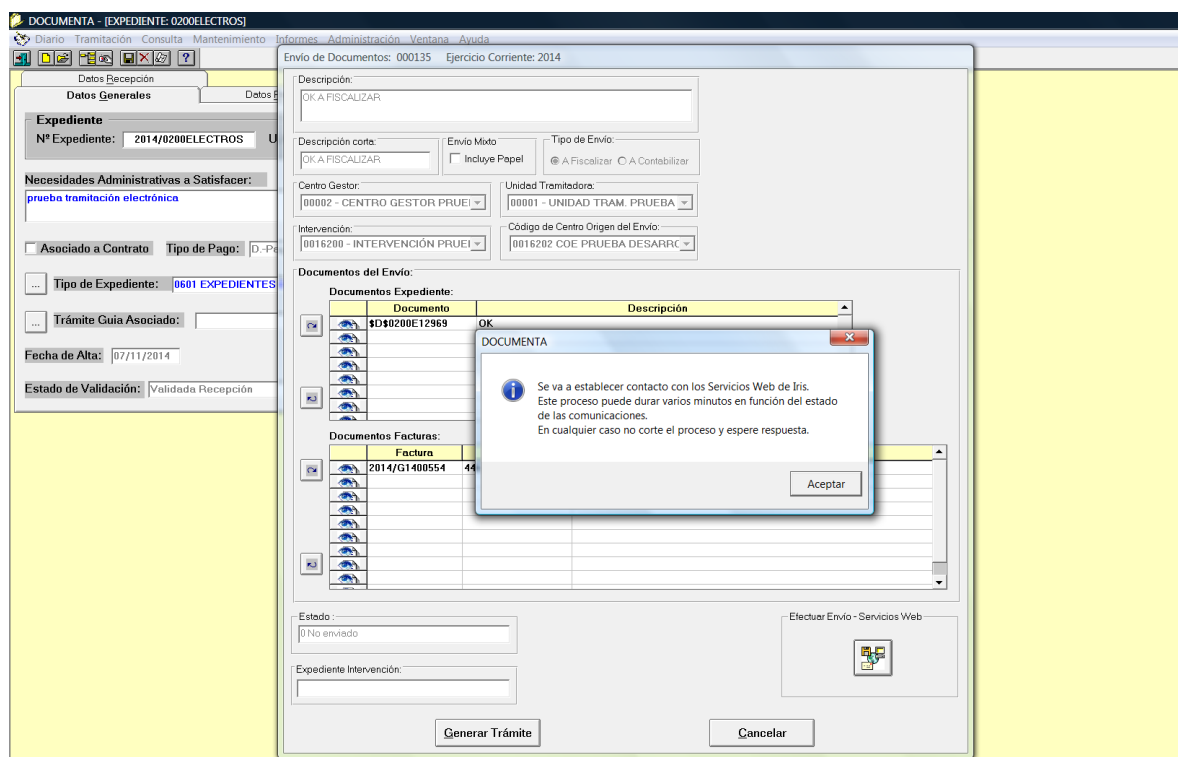 DOCUMENTA - [EXPEDIENTE: 0200ELECTROS]
Diario Tramitación Consulta Mantenimiento Informes Administración Ventana Ayuda
Datos Recepción
Datos Generales Datos
Expediente
Nº Expediente: 2014/0200ELECTROS U
Necesidades Administrativas a Satisfacer:
prueba tramitación electrónica
Asociado a Contrato Tipo de Pago: D.-Pe
... Tipo de Expediente: 0601 EXPEDIENTES
... Trámite Guia Asociado:
Fecha de Alta: 07/11/2014
Estado de Validación: Validada Recepción
Envío de Documentos: 000135 Ejercicio Corriente: 2014
Descripción:
OK A FISCALIZAR
Descripción corta: Envío Mixto Tipo de Envío:
OK A FISCALIZAR Incluye Papel A Fiscalizar A Contabilizar
Centro Gestor: Unidad Tramitadora:
00002 - CENTRO GESTOR PRUE 00001 - UNIDAD TRAM. PRUEBA
Intervención: Código de Centro Origen del Envío:
0016200 - INTERVENCIÓN PRUE 0016202 COE PRUEBA DESARRO
Documentos del Envío:
Documentos Expediente:
Documento Descripción
$D$0200E12969 OK
DOCUMENTA
Se va a establecer contacto con los Servicios Web de Iris.
Este proceso puede durar varios minutos en función del estado
de las comunicaciones.
En cualquier caso no corte el proceso y espere respuesta.
Aceptar
Documentos Facturas:
Factura
2014/G1400554 44
Estado :
0 No enviado
Efectuar Envío - Servicios Web
Expediente Intervención:
Generar Trámite Cancelar